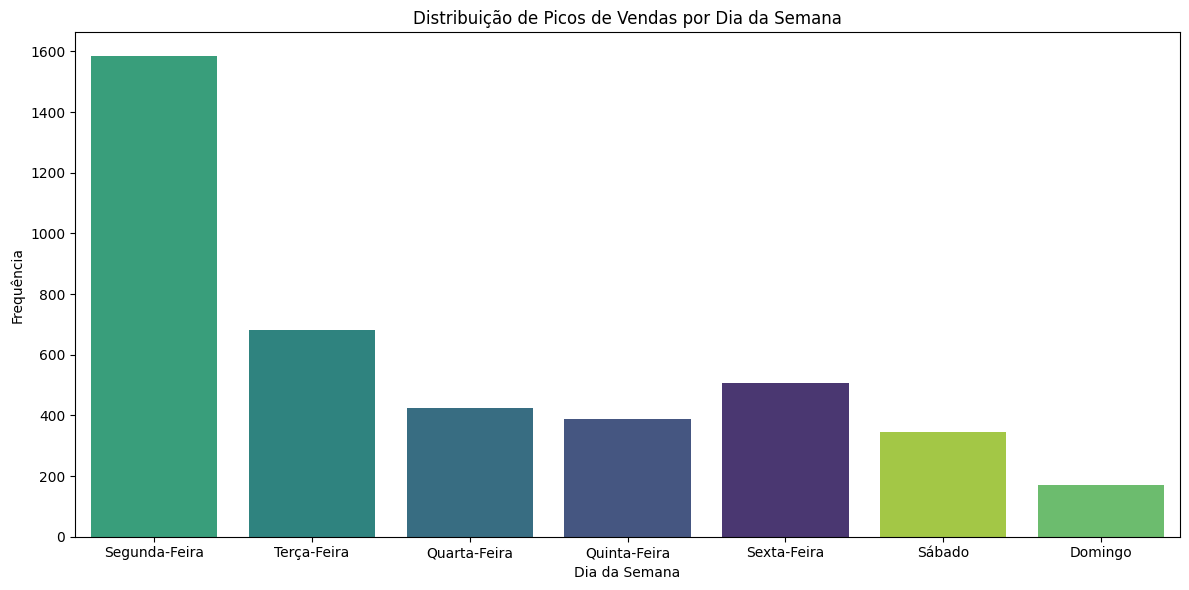 Distribuição de Picos de Vendas por Dia da Semana
Frequência
1600
1400
1200
1000
800
600
400
200
0
Segunda-Feira Terça-Feira Quarta-Feira Quinta-Feira Sexta-Feira Sábado Domingo
Dia da Semana